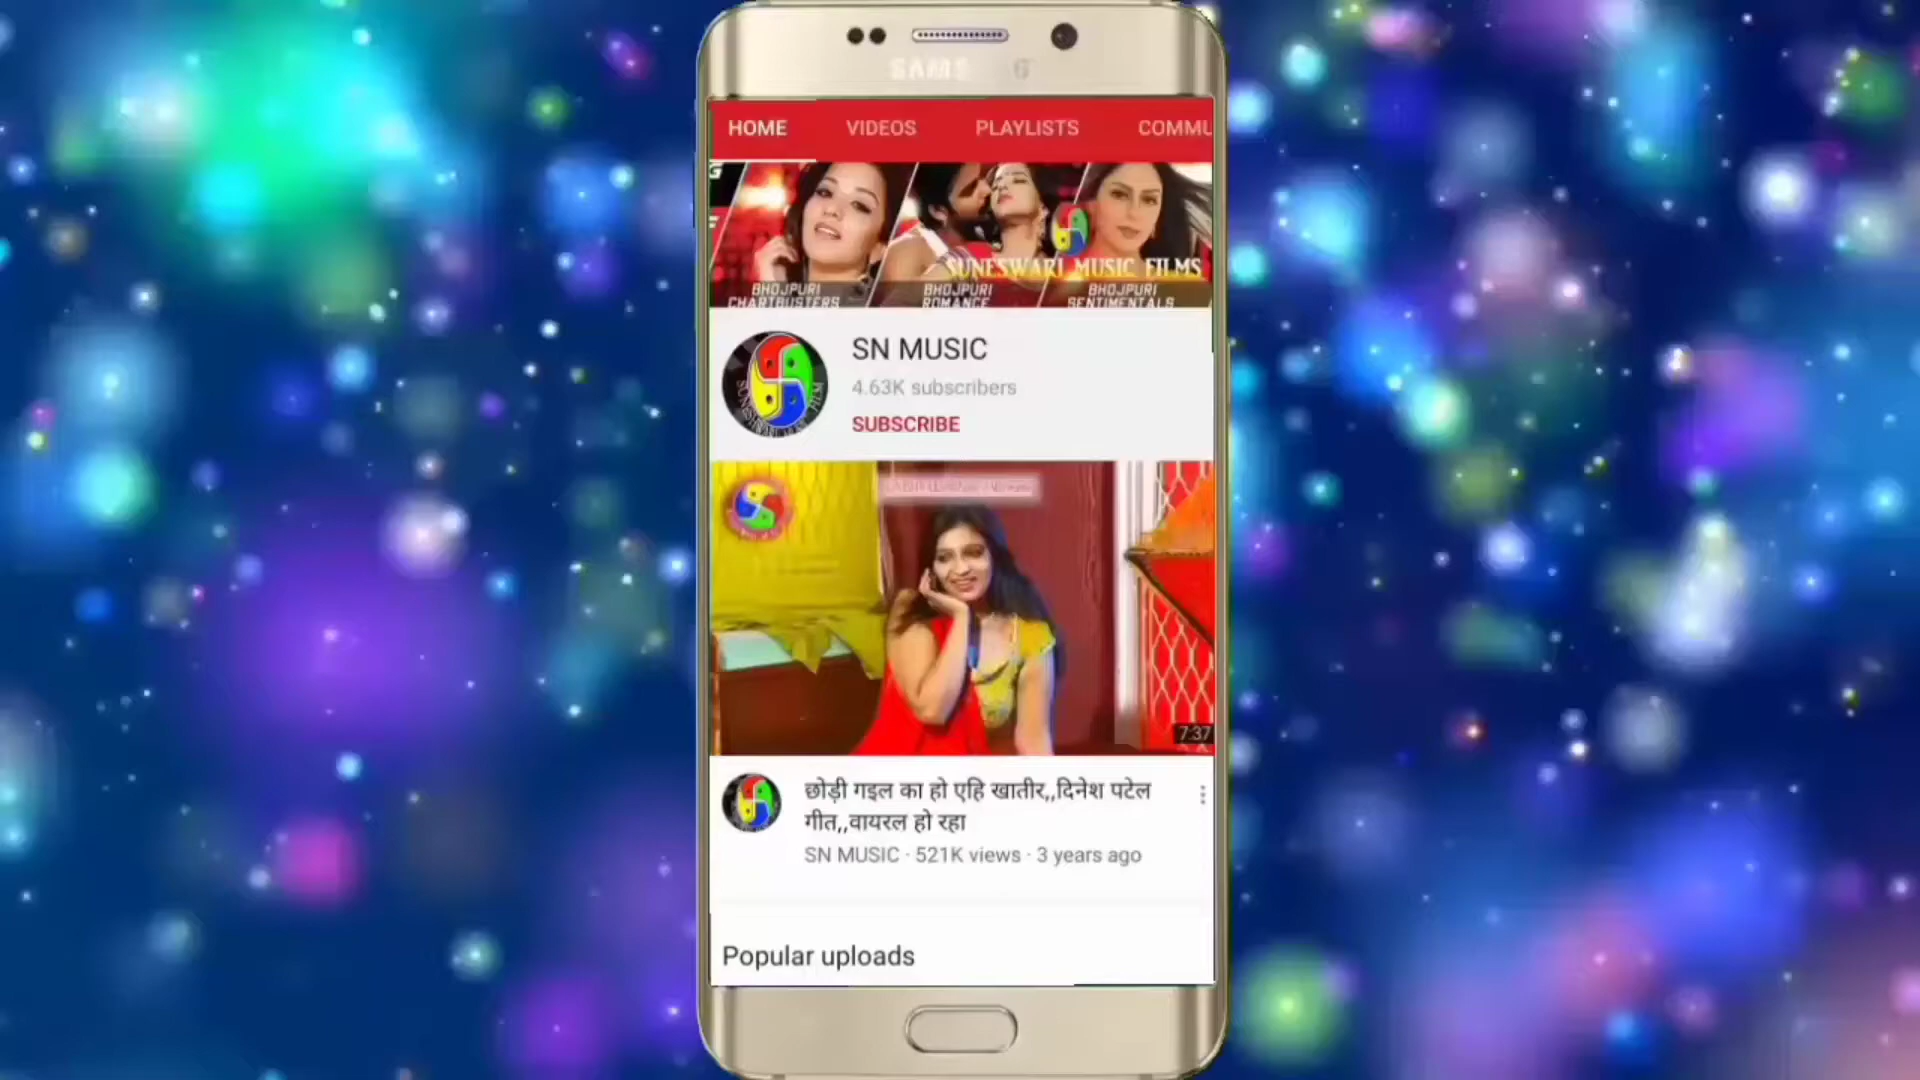 SAMS 6
HOME VIDEOS PLAYLISTS COMMU
SUNESWARI MUSIC FILMS
BHOJPURI CHARTBUSTERS
BHOJPURI ROMANCE
BHOJPURI SENTIMENTALS
SN MUSIC
4.63K subscribers
SUBSCRIBE
7:37
छोड़ी गइल का हो एहि खातीर,,दिनेश पटेल
गीत,,वायरल हो रहा
SN MUSIC · 521K views · 3 years ago
Popular uploads